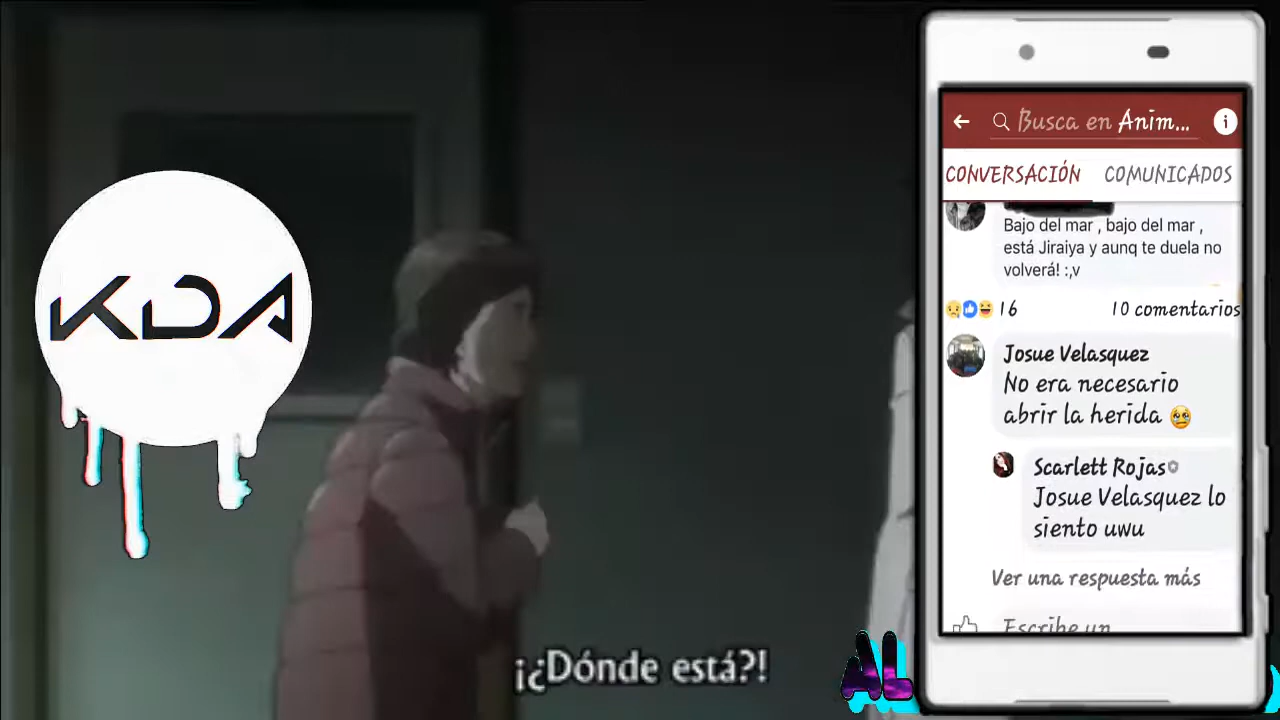 KDA
¡¿Dónde está?!
AL
Busca en Anim...
i
CONVERSACIÓN COMUNICADOS
Bajo del mar , bajo del mar ,
está Jiraiya y aunq te duela no
volverá! :,v
16 10 comentarios
Josue Velasquez
No era necesario
abrir la herida 😢
Scarlett Rojas
Josue Velasquez lo
siento uwu
Ver una respuesta más
Escribe un